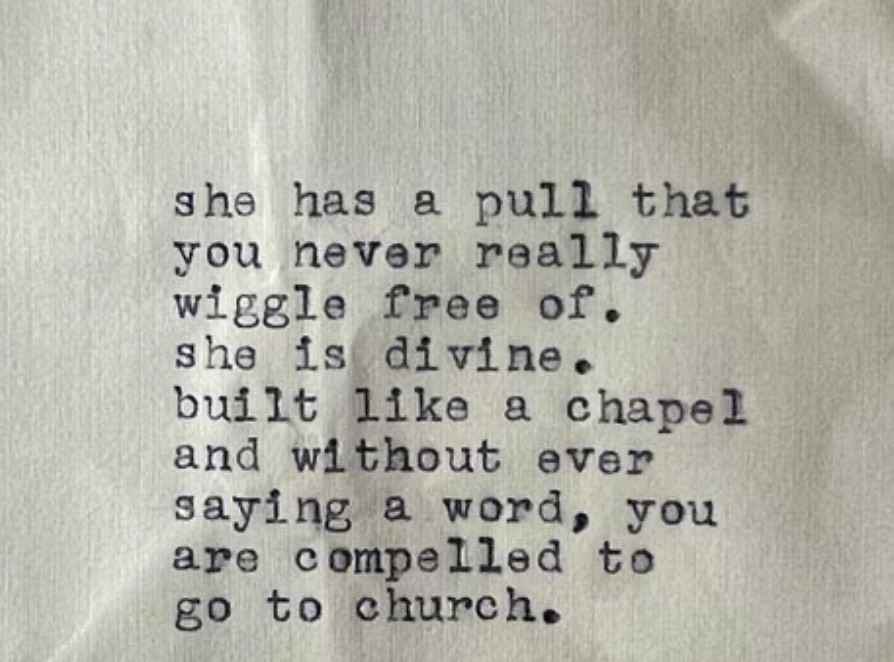 she has a pull that
you never really
wiggle free of.
she is divine.
built like a chapel
and without ever
saying a word, you
are compelled to
go to church.